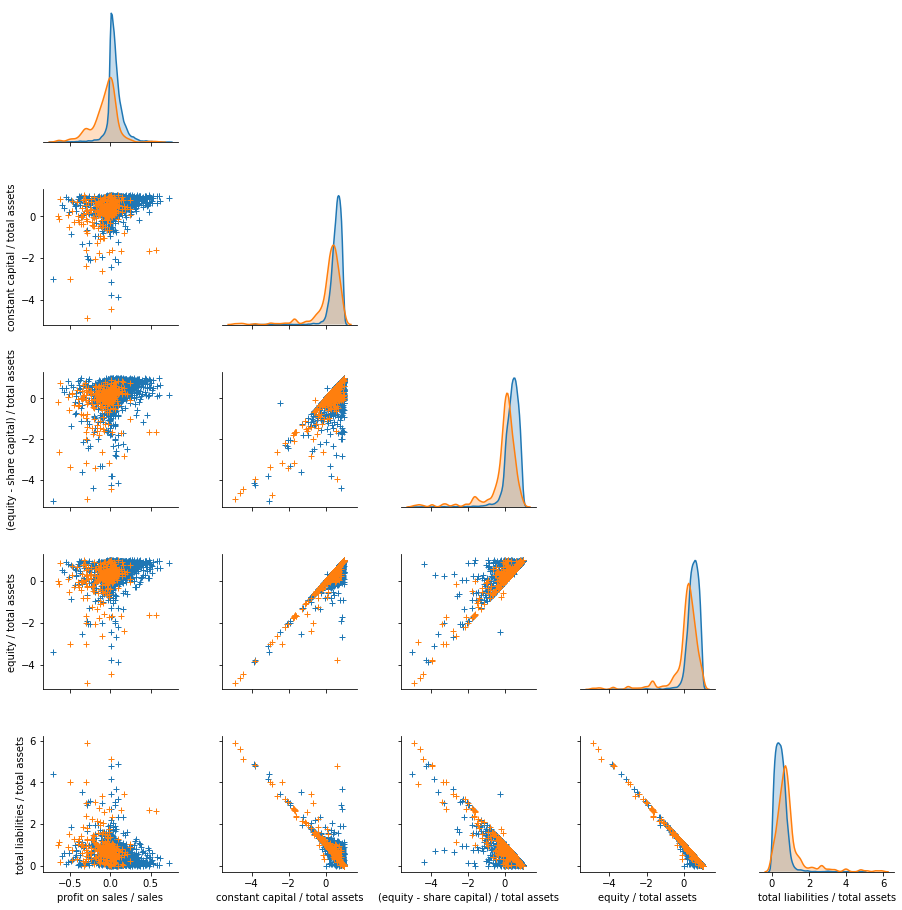 constant capital / total assets
0
−2
−4
(equity - share capital) / total assets
0
−2
−4
equity / total assets
0
−2
−4
total liabilities / total assets
6
4
2
0
−0.5 0.0 0.5
profit on sales / sales
−4 −2 0
constant capital / total assets
−4 −2 0
(equity - share capital) / total assets
−4 −2 0
equity / total assets
0 2 4 6
total liabilities / total assets